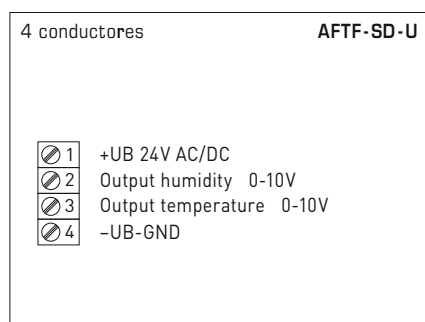 4 conductores AFTF-SD-U
1 +UB 24V AC/DC
2 Output humidity 0-10V
3 Output temperature 0-10V
4 –UB-GND